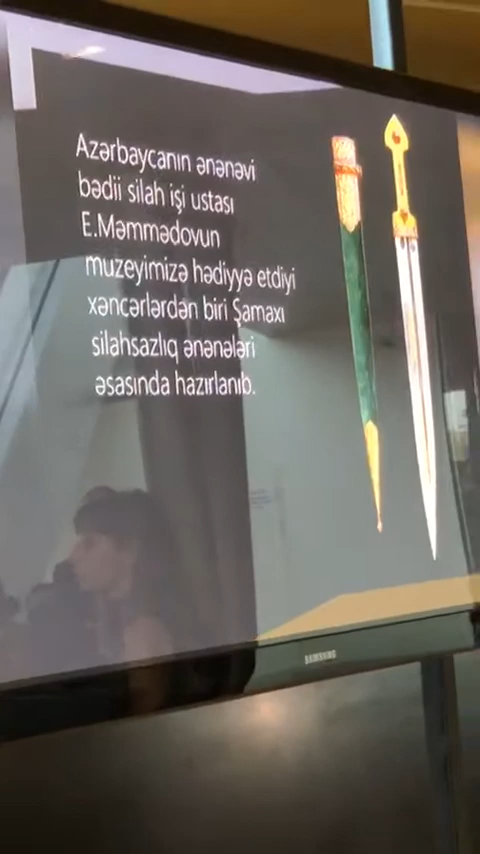 Azərbaycanın ənənəvi
bədii silah işi ustası
E.Məmmədovun
muzeyimizə hədiyyə etdiyi
xəncərlərdən biri Şamaxı
silahsazlıq ənənələri
əsasında hazırlanıb.
SAMSUNG